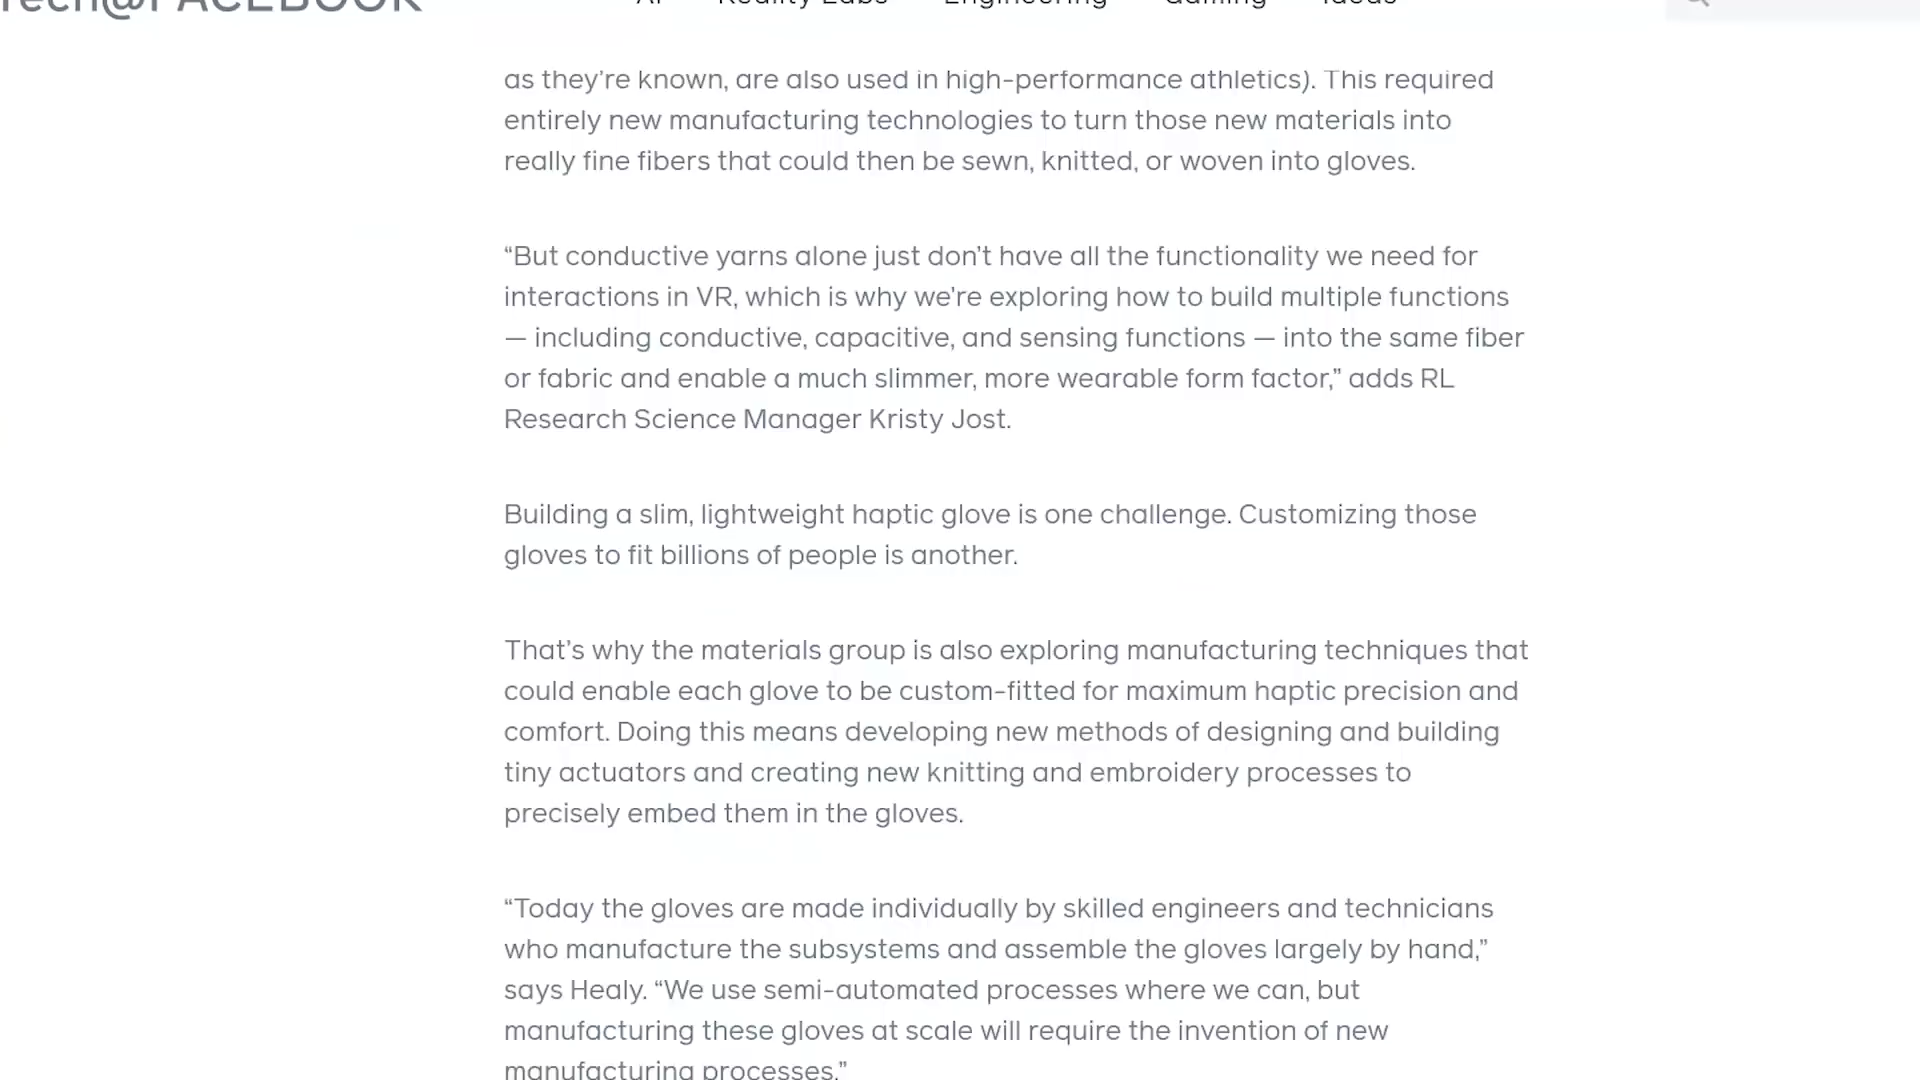 Tech@FACEBOOK
AI Reality Labs Engineering Gaming Ideas
as they’re known, are also used in high-performance athletics). This required
entirely new manufacturing technologies to turn those new materials into
really fine fibers that could then be sewn, knitted, or woven into gloves.
“But conductive yarns alone just don’t have all the functionality we need for
interactions in VR, which is why we’re exploring how to build multiple functions
— including conductive, capacitive, and sensing functions — into the same fiber
or fabric and enable a much slimmer, more wearable form factor,” adds RL
Research Science Manager Kristy Jost.
Building a slim, lightweight haptic glove is one challenge. Customizing those
gloves to fit billions of people is another.
That’s why the materials group is also exploring manufacturing techniques that
could enable each glove to be custom-fitted for maximum haptic precision and
comfort. Doing this means developing new methods of designing and building
tiny actuators and creating new knitting and embroidery processes to
precisely embed them in the gloves.
“Today the gloves are made individually by skilled engineers and technicians
who manufacture the subsystems and assemble the gloves largely by hand,”
says Healy. “We use semi-automated processes where we can, but
manufacturing these gloves at scale will require the invention of new
manufacturing processes.”